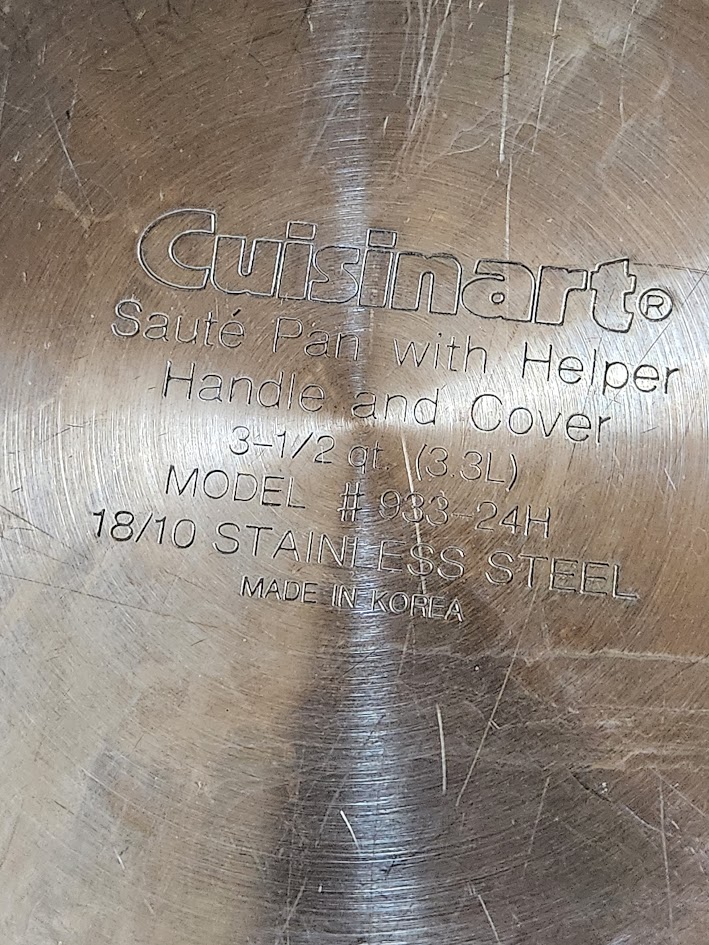 Cuisinart®
Sauté Pan with Helper
Handle and Cover
3-1/2 qt. (3.3L)
MODEL # 933-24H
18/10 STAINLESS STEEL
MADE IN KOREA